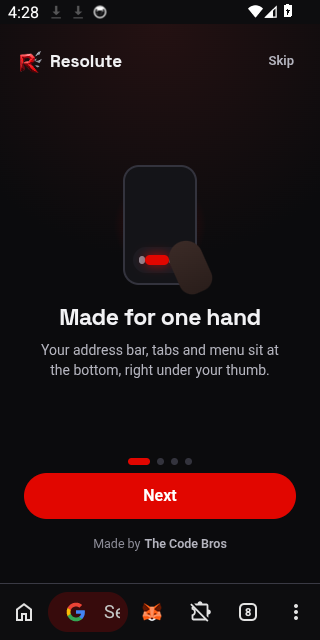 4:28
Resolute
Skip
Made for one hand
Your address bar, tabs and menu sit at
the bottom, right under your thumb.
Next
Made by The Code Bros
Se
8